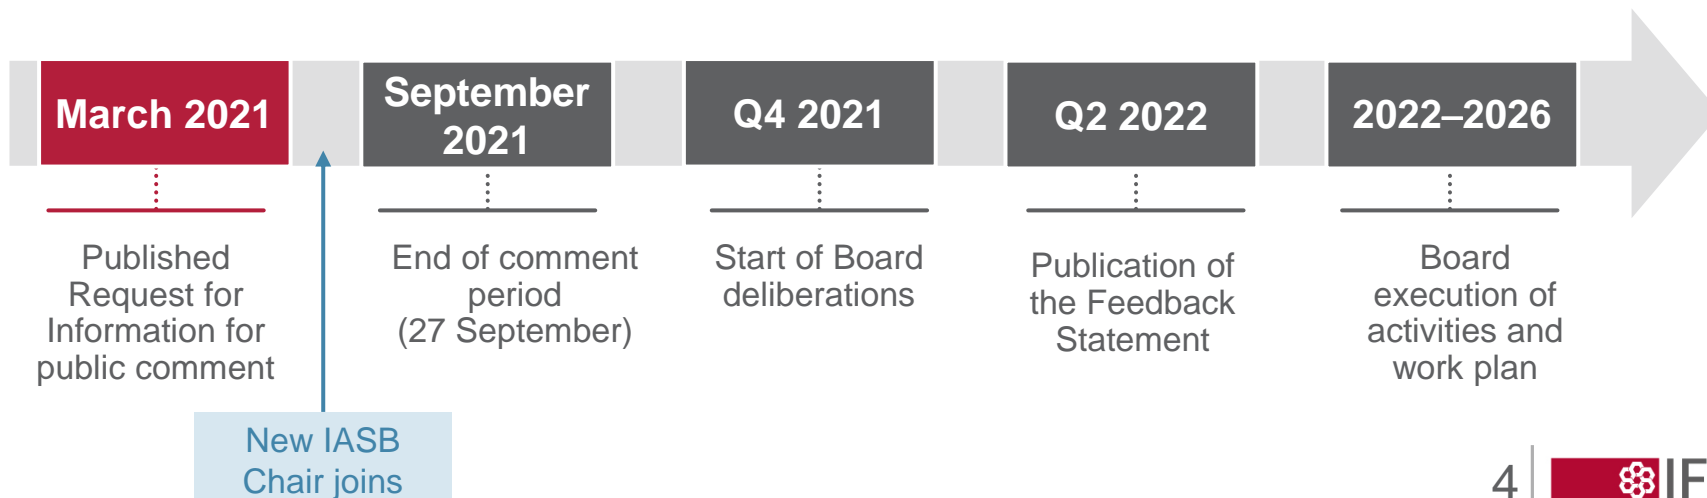 March 2021
September
2021
Q4 2021
Q2 2022
2022–2026
Published
Request for
Information for
public comment
End of comment
period
(27 September)
Start of Board
deliberations
Publication of
the Feedback
Statement
Board
execution of
activities and
work plan
New IASB
Chair joins
4
IF